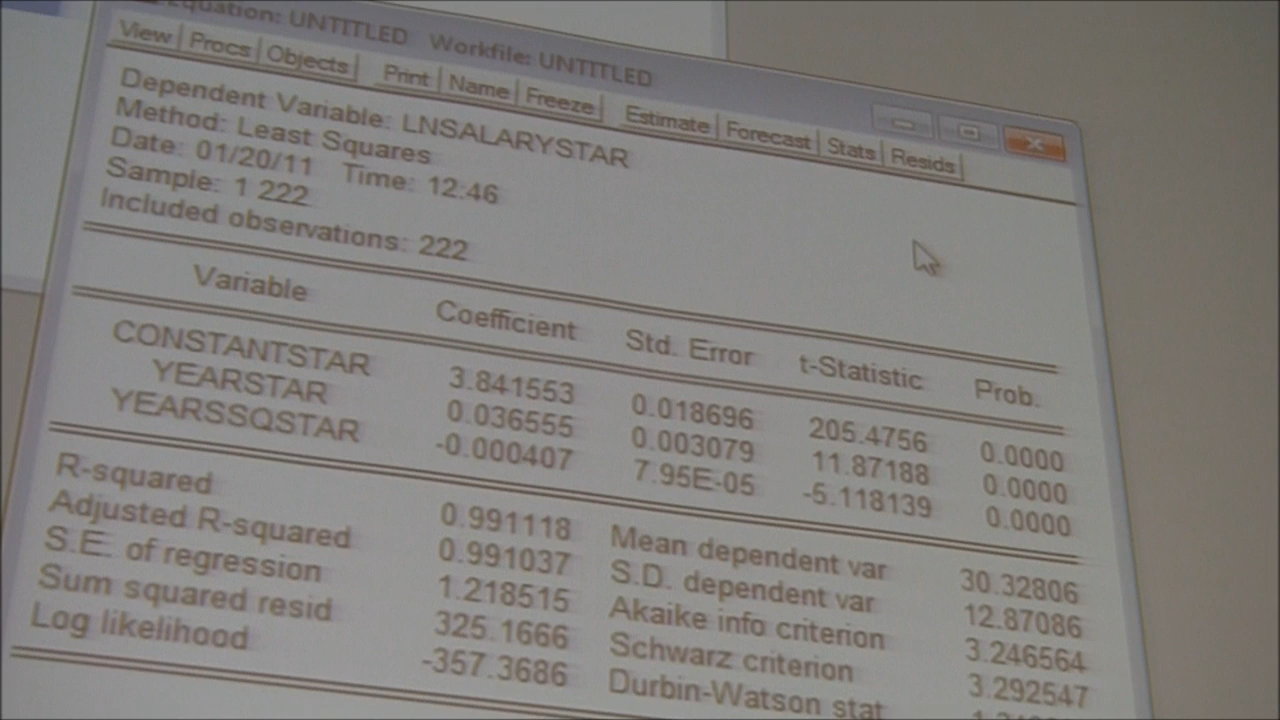 Equation: UNTITLED Workfile: UNTITLED
View Procs Objects Print Name Freeze Estimate Forecast Stats Resids
Dependent Variable: LNSALARYSTAR
Method: Least Squares
Date: 01/20/11 Time: 12:46
Sample: 1 222
Included observations: 222
Variable Coefficient Std. Error t-Statistic Prob.
CONSTANTSTAR 3.841553 0.018696 205.4756 0.0000
YEARSTAR 0.036555 0.003079 11.87188 0.0000
YEARSSQSTAR -0.000407 7.95E-05 -5.118139 0.0000
R-squared 0.991118 Mean dependent var 30.32806
Adjusted R-squared 0.991037 S.D. dependent var 12.87086
S.E. of regression 1.218515 Akaike info criterion 3.246564
Sum squared resid 325.1666 Schwarz criterion 3.292547
Log likelihood -357.3686 Durbin-Watson stat